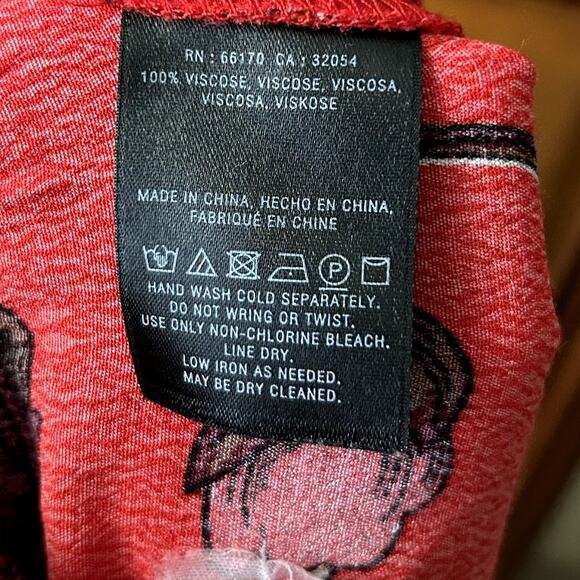 RN : 66170 CA : 32054
100% VISCOSE, VISCOSE, VISCOSA,
VISCOSA, VISKOSE
MADE IN CHINA, HECHO EN CHINA,
FABRIQUÉ EN CHINE
P
HAND WASH COLD SEPARATELY.
DO NOT WRING OR TWIST.
USE ONLY NON-CHLORINE BLEACH.
LINE DRY.
LOW IRON AS NEEDED.
MAY BE DRY CLEANED.